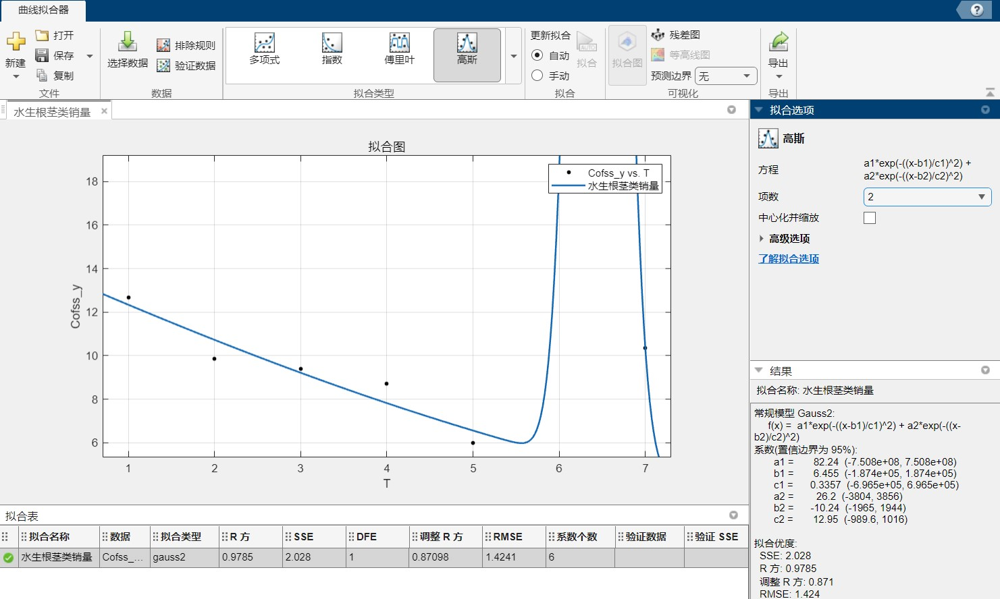 曲线拟合器
新建
打开
保存
复制
文件
选择数据
排除规则
验证数据
数据
多项式
指数
傅里叶
高斯
拟合类型
更新拟合
自动
手动
AUTO
拟合
拟合
拟合图
残差图
等高线图
预测边界 无
可视化
导出
导出
水生根茎类销量 ×
拟合图
Cofss_y vs. T
水生根茎类销量
18
16
14
12
10
8
6
Cofss_y
1 2 3 4 5 6 7
T
拟合选项
高斯
方程
a1*exp(-((x-b1)/c1)^2) +
a2*exp(-((x-b2)/c2)^2)
项数 2
中心化并缩放
高级选项
了解拟合选项
结果
拟合名称: 水生根茎类销量
常规模型 Gauss2:
f(x) = a1*exp(-((x-b1)/c1)^2) + a2*exp(-((x-
b2)/c2)^2)
系数(置信边界为 95%):
a1 = 82.24 (-7.508e+08, 7.508e+08)
b1 = 6.455 (-1.874e+05, 1.874e+05)
c1 = 0.3357 (-6.965e+05, 6.965e+05)
a2 = 26.2 (-3804, 3856)
b2 = -10.24 (-1965, 1944)
c2 = 12.95 (-989.6, 1016)
拟合优度:
SSE: 2.028
R 方: 0.9785
调整 R 方: 0.871
RMSE: 1.424
拟合表
拟合名称 数据 拟合类型 R 方 SSE DFE 调整 R 方 RMSE 系数个数 验证数据 验证 SSE
水生根茎类销量 Cofss_... gauss2 0.9785 2.028 1 0.87098 1.4241 6